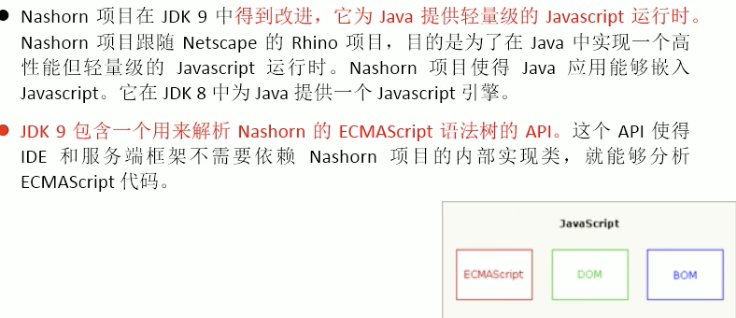 Nashorn 项目在 JDK 9 中得到改进，它为 Java 提供轻量级的 Javascript 运行时。
Nashorn 项目跟随 Netscape 的 Rhino 项目，目的是为了在 Java 中实现一个高
性能但轻量级的 Javascript 运行时。Nashorn 项目使得 Java 应用能够嵌入
Javascript。它在 JDK 8 中为 Java 提供一个 Javascript 引擎。
JDK 9 包含一个用来解析 Nashorn 的 ECMAScript 语法树的 API。这个 API 使得
IDE 和服务端框架不需要依赖 Nashorn 项目的内部实现类，就能够分析
ECMAScript 代码。
JavaScript
ECMAScript DOM BOM